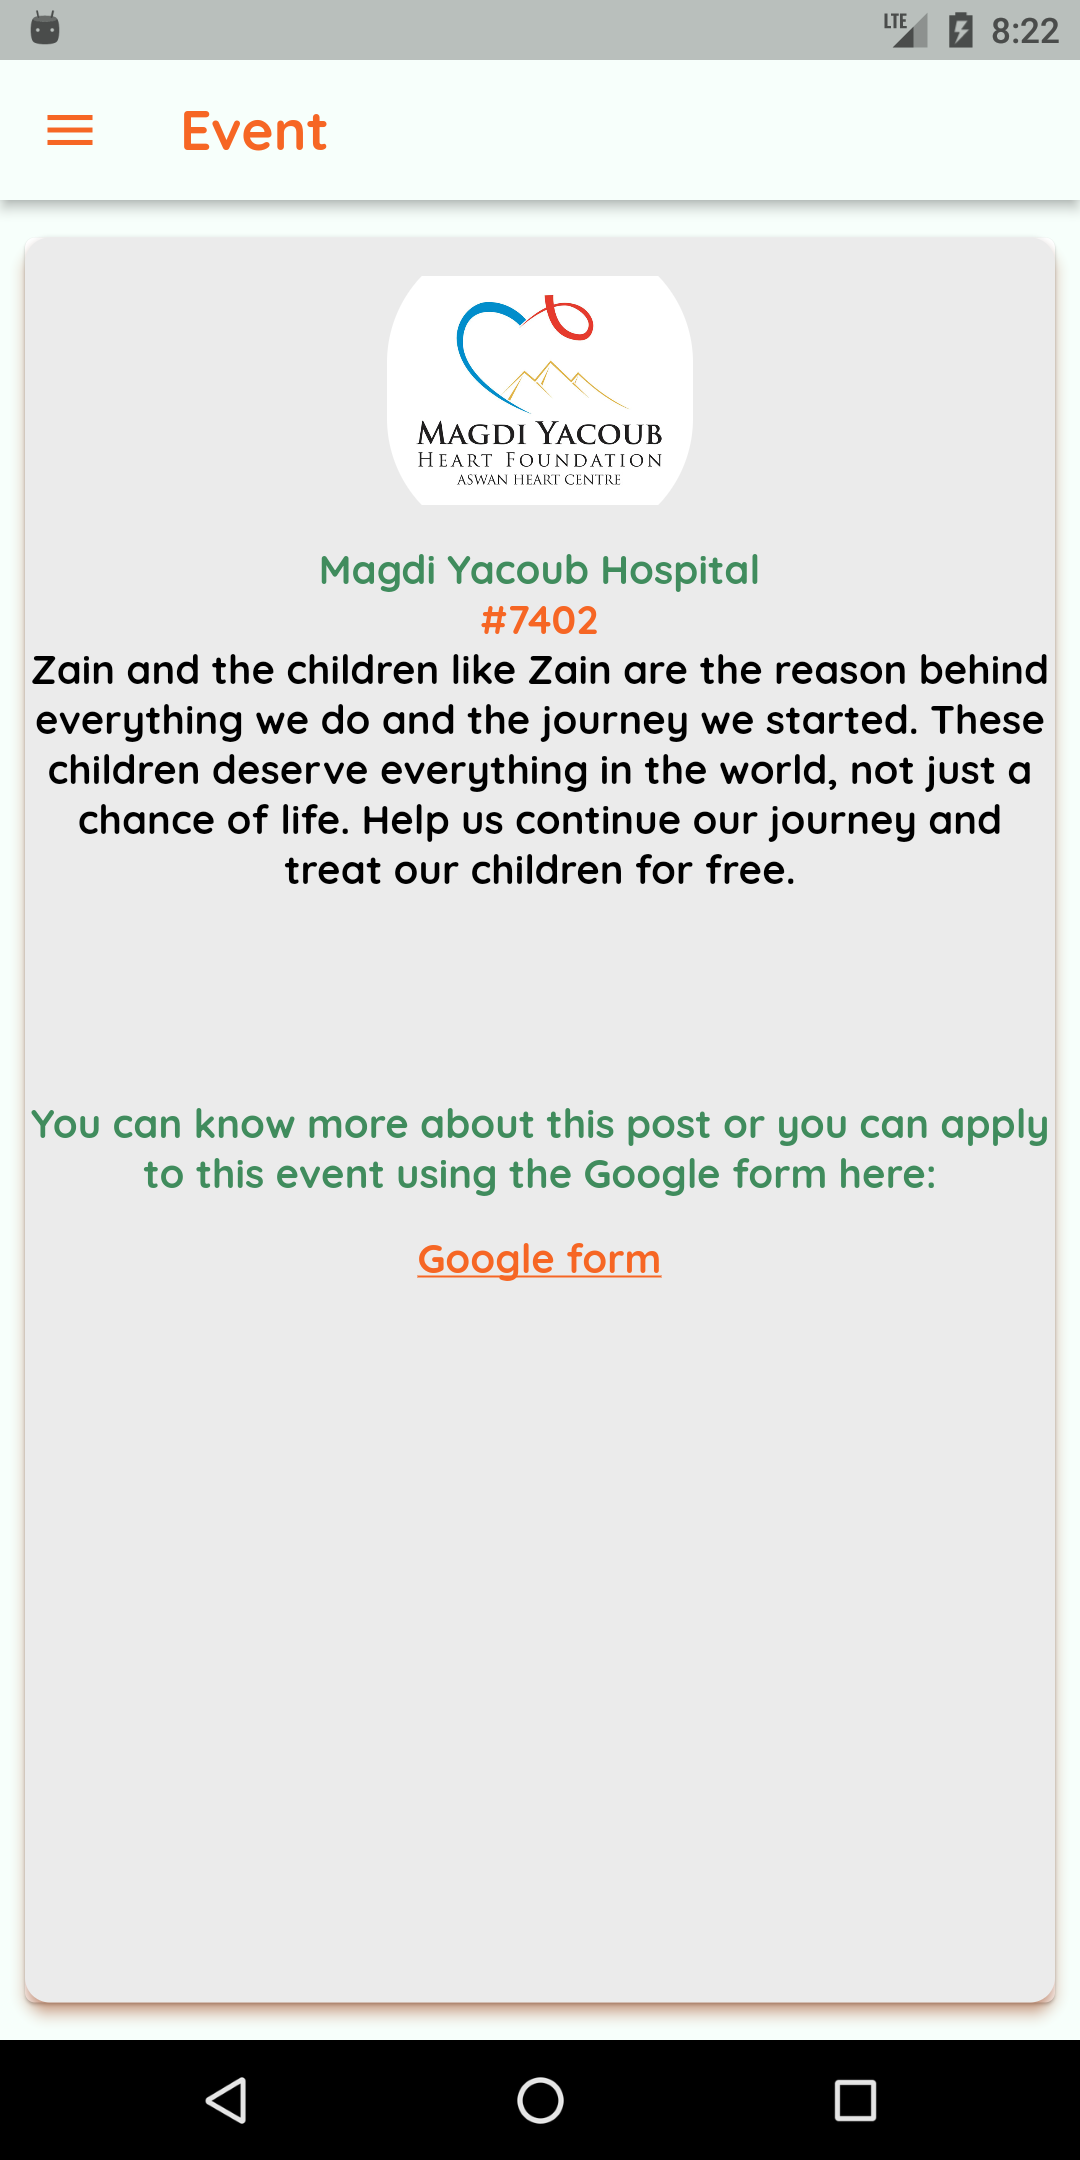 LTE 8:22
Event
MAGDI YACOUB
HEART FOUNDATION
ASWAN HEART CENTRE
Magdi Yacoub Hospital
#7402
Zain and the children like Zain are the reason behind
everything we do and the journey we started. These
children deserve everything in the world, not just a
chance of life. Help us continue our journey and
treat our children for free.
You can know more about this post or you can apply
to this event using the Google form here:
Google form